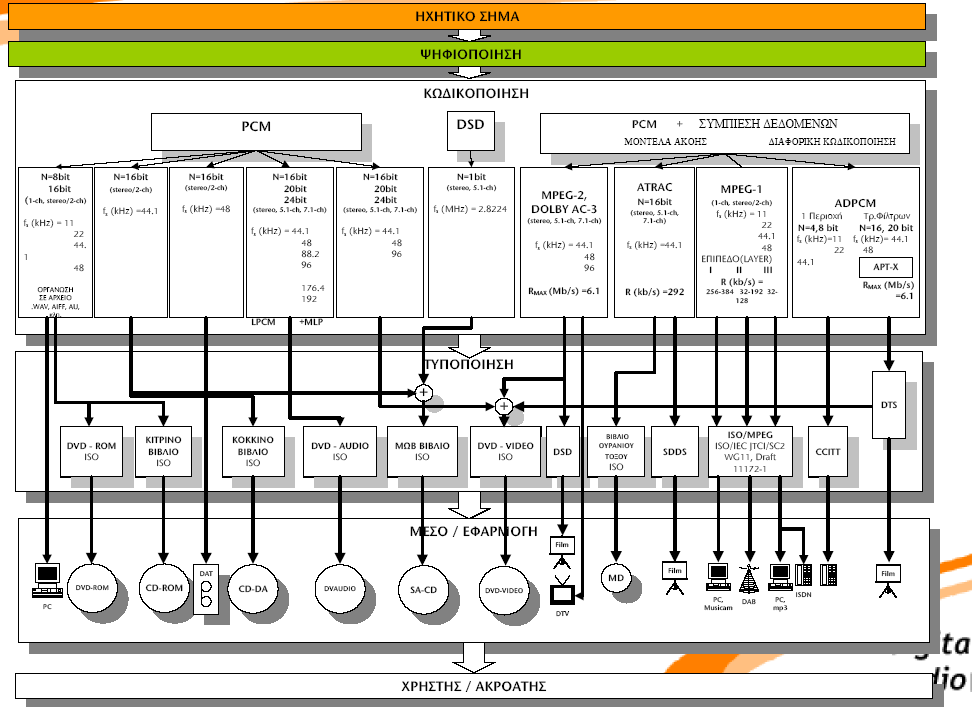 ΗΧΗΤΙΚΟ ΣΗΜΑ
ΨΗΦΙΟΠΟΙΗΣΗ
ΚΩΔΙΚΟΠΟΙΗΣΗ
PCM
DSD
PCM + ΣΥΜΠΙΕΣΗ ΔΕΔΟΜΕΝΩΝ
ΜΟΝΤΕΛΑ ΑΚΟΗΣ ΔΙΑΦΟΡΙΚΗ ΚΩΔΙΚΟΠΟΙΗΣΗ
N=8bit
16bit
(1-ch, stereo/2-ch)
fs (kHz) = 11
22
44.
1
48
ΟΡΓΑΝΩΣΗ
ΣΕ ΑΡΧΕΙΟ
.WAV, AIFF, AU,
N=16bit
(stereo/2-ch)
fs (kHz) =44.1
N=16bit
(stereo/2-ch)
fs (kHz) =48
N=16bit
20bit
24bit
(stereo, 5.1-ch, 7.1-ch)
fs (kHz) = 44.1
48
88.2
96
176.4
192
LPCM +MLP
N=16bit
20bit
24bit
(stereo, 5.1-ch, 7.1-ch)
fs (kHz) = 44.1
48
96
N=1bit
(stereo, 5.1-ch)
fs (MHz) = 2.8224
MPEG-2,
DOLBY AC-3
(stereo, 5.1-ch, 7.1-ch)
fs (kHz) = 44.1
48
96
RMAX (Mb/s) =6.1
ATRAC
N=16bit
(stereo, 5.1-ch,
7.1-ch)
fs (kHz) =44.1
R (kb/s) =292
MPEG-1
(1-ch, stereo/2-ch)
fs (kHz) = 11
22
44.1
48
ΕΠΙΠΕΔΟ(LAYER)
I II III
R (kb/s) =
256-384 32-192 32-
128
ADPCM
1 Περιοχή
N=4,8 bit
fs (kHz)=11
22
44.1
Τρ.Φίλτρων
N=16, 20 bit
fs (kHz)= 44.1
48
APT-X
RMAX (Mb/s)
=6.1
ΤΥΠΟΠΟΙΗΣΗ
+
+
DTS
DVD - ROM
ISO
ΚΙΤΡΙΝΟ
ΒΙΒΛΙΟ
ISO
ΚΟΚΚΙΝΟ
ΒΙΒΛΙΟ
ISO
DVD - AUDIO
ISO
ΜΩΒ ΒΙΒΛΙΟ
ISO
DVD - VIDEO
ISO
DSD
ΒΙΒΛΙΟ
ΟΥΡΑΝΙΟΥ
ΤΟΞΟΥ
ISO
SDDS
ISO/MPEG
ISO/IEC JTCI/SC2
WG11, Draft
11172-1
CCITT
ΜΕΣΟ / ΕΦΑΡΜΟΓΗ
PC
DVD-ROM
CD-ROM
DAT
CD-DA
DVAUDIO
SA-CD
DVD-VIDEO
Film
DTV
MD
Film
PC,
Musicam
DAB
PC,
mp3
ISDN
Film
ΧΡΗΣΤΗΣ / ΑΚΡΟΑΤΗΣ